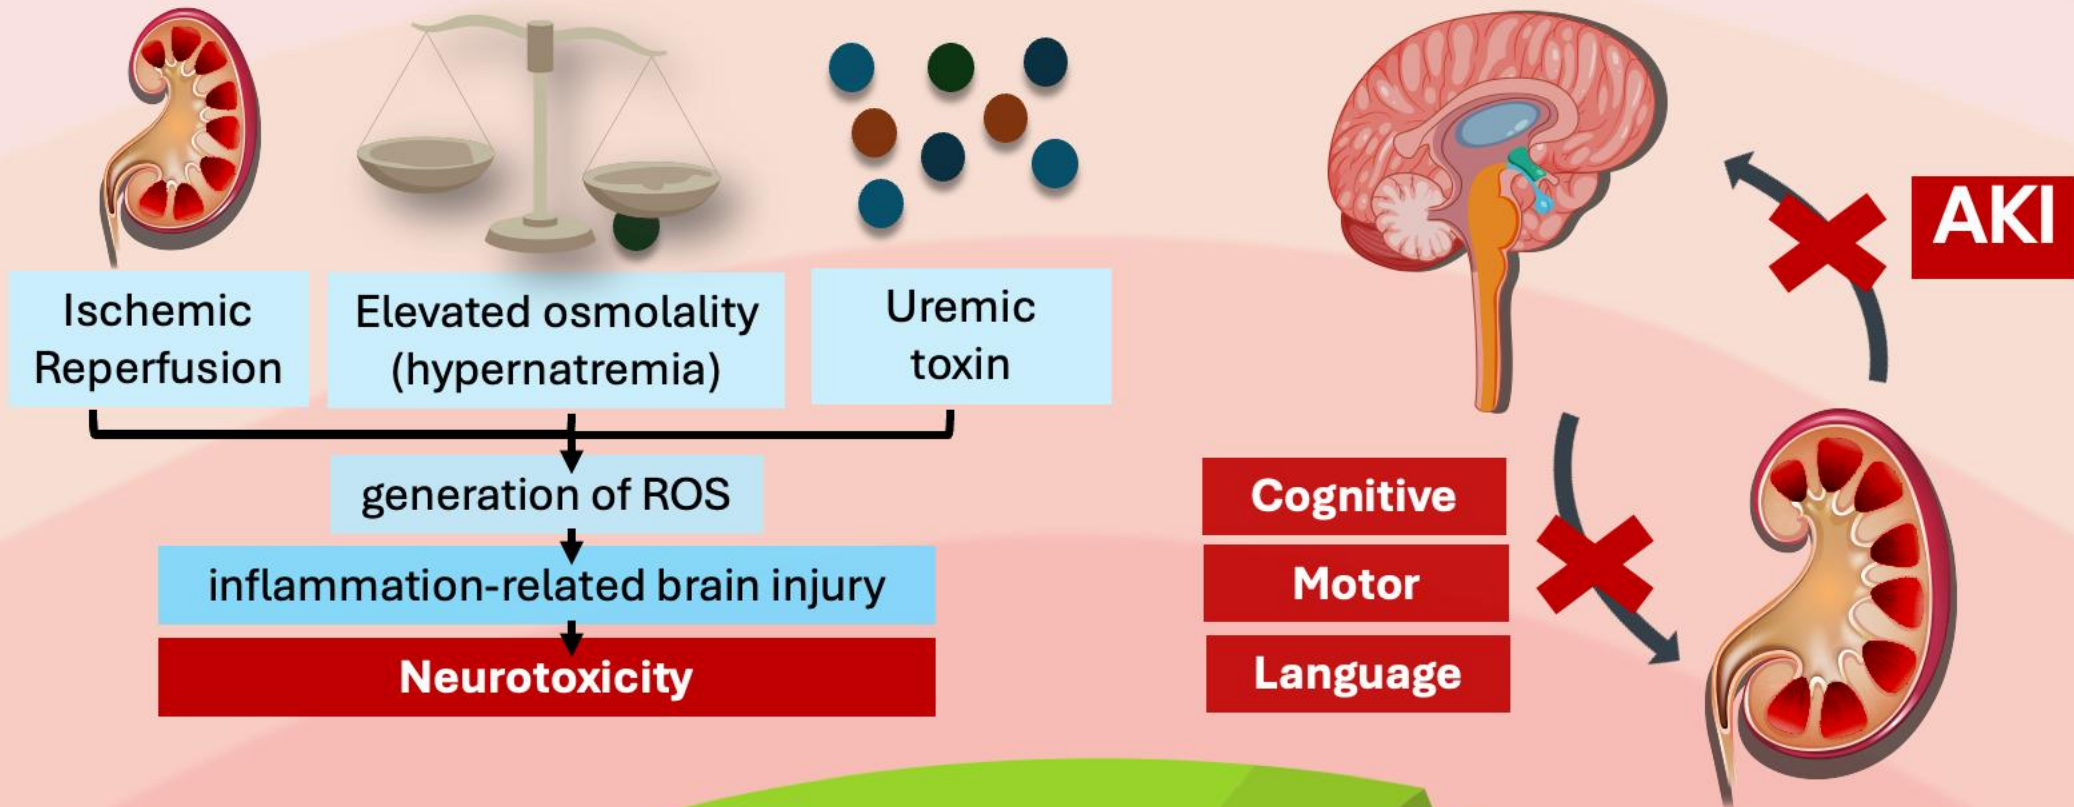 Ischemic
Reperfusion
Elevated osmolality
(hypernatremia)
Uremic
toxin
generation of ROS
inflammation-related brain injury
Neurotoxicity
AKI
Cognitive
Motor
Language